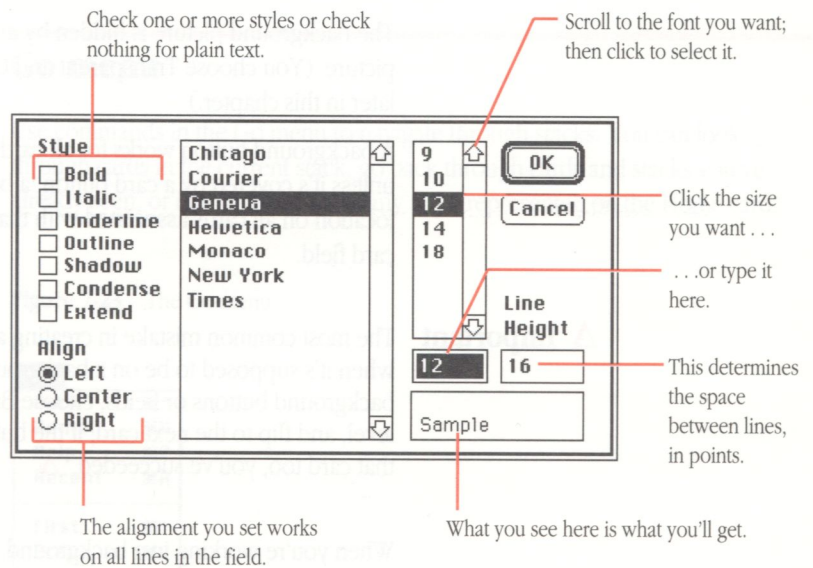 Check one or more styles or check
nothing for plain text.
Scroll to the font you want;
then click to select it.
Style
Bold
Italic
Underline
Outline
Shadow
Condense
Extend
Align
Left
Center
Right
Chicago
Courier
Geneva
Helvetica
Monaco
New York
Times
9
10
12
14
18
12
Sample
OK
Cancel
Line
Height
16
Click the size
you want . . .
. . .or type it
here.
This determines
the space
between lines,
in points.
The alignment you set works
on all lines in the field.
What you see here is what you'll get.